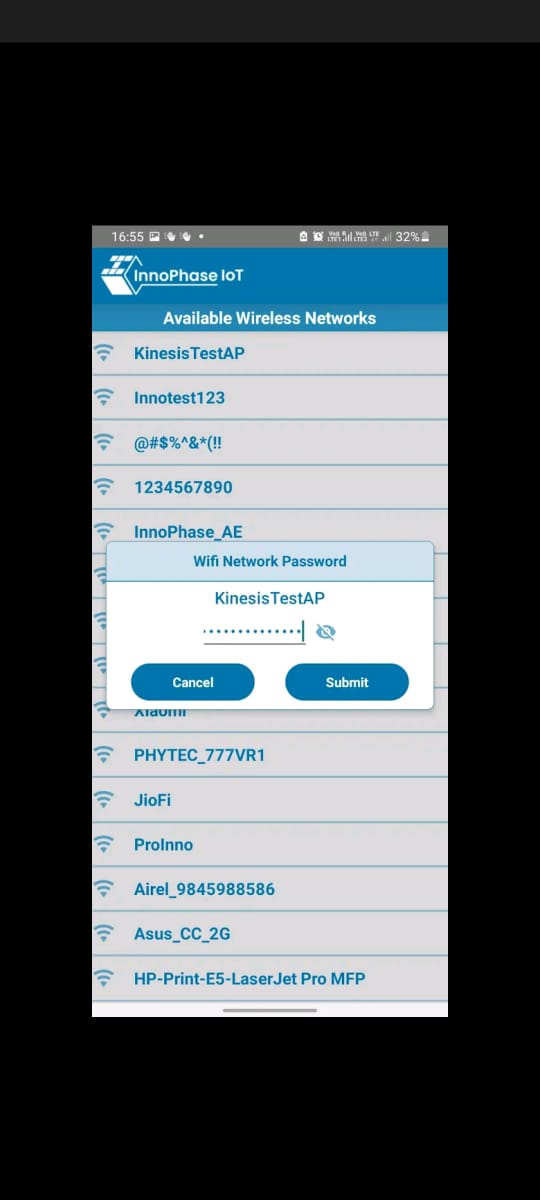 16:55
32%
InnoPhase IoT
Available Wireless Networks
KinesisTestAP
Innotest123
@#$%^&*(!!
1234567890
InnoPhase_AE
Wifi Network Password
KinesisTestAP
Cancel
Submit
Xiaomi
PHYTEC_777VR1
JioFi
ProInno
Airel_9845988586
Asus_CC_2G
HP-Print-E5-LaserJet Pro MFP